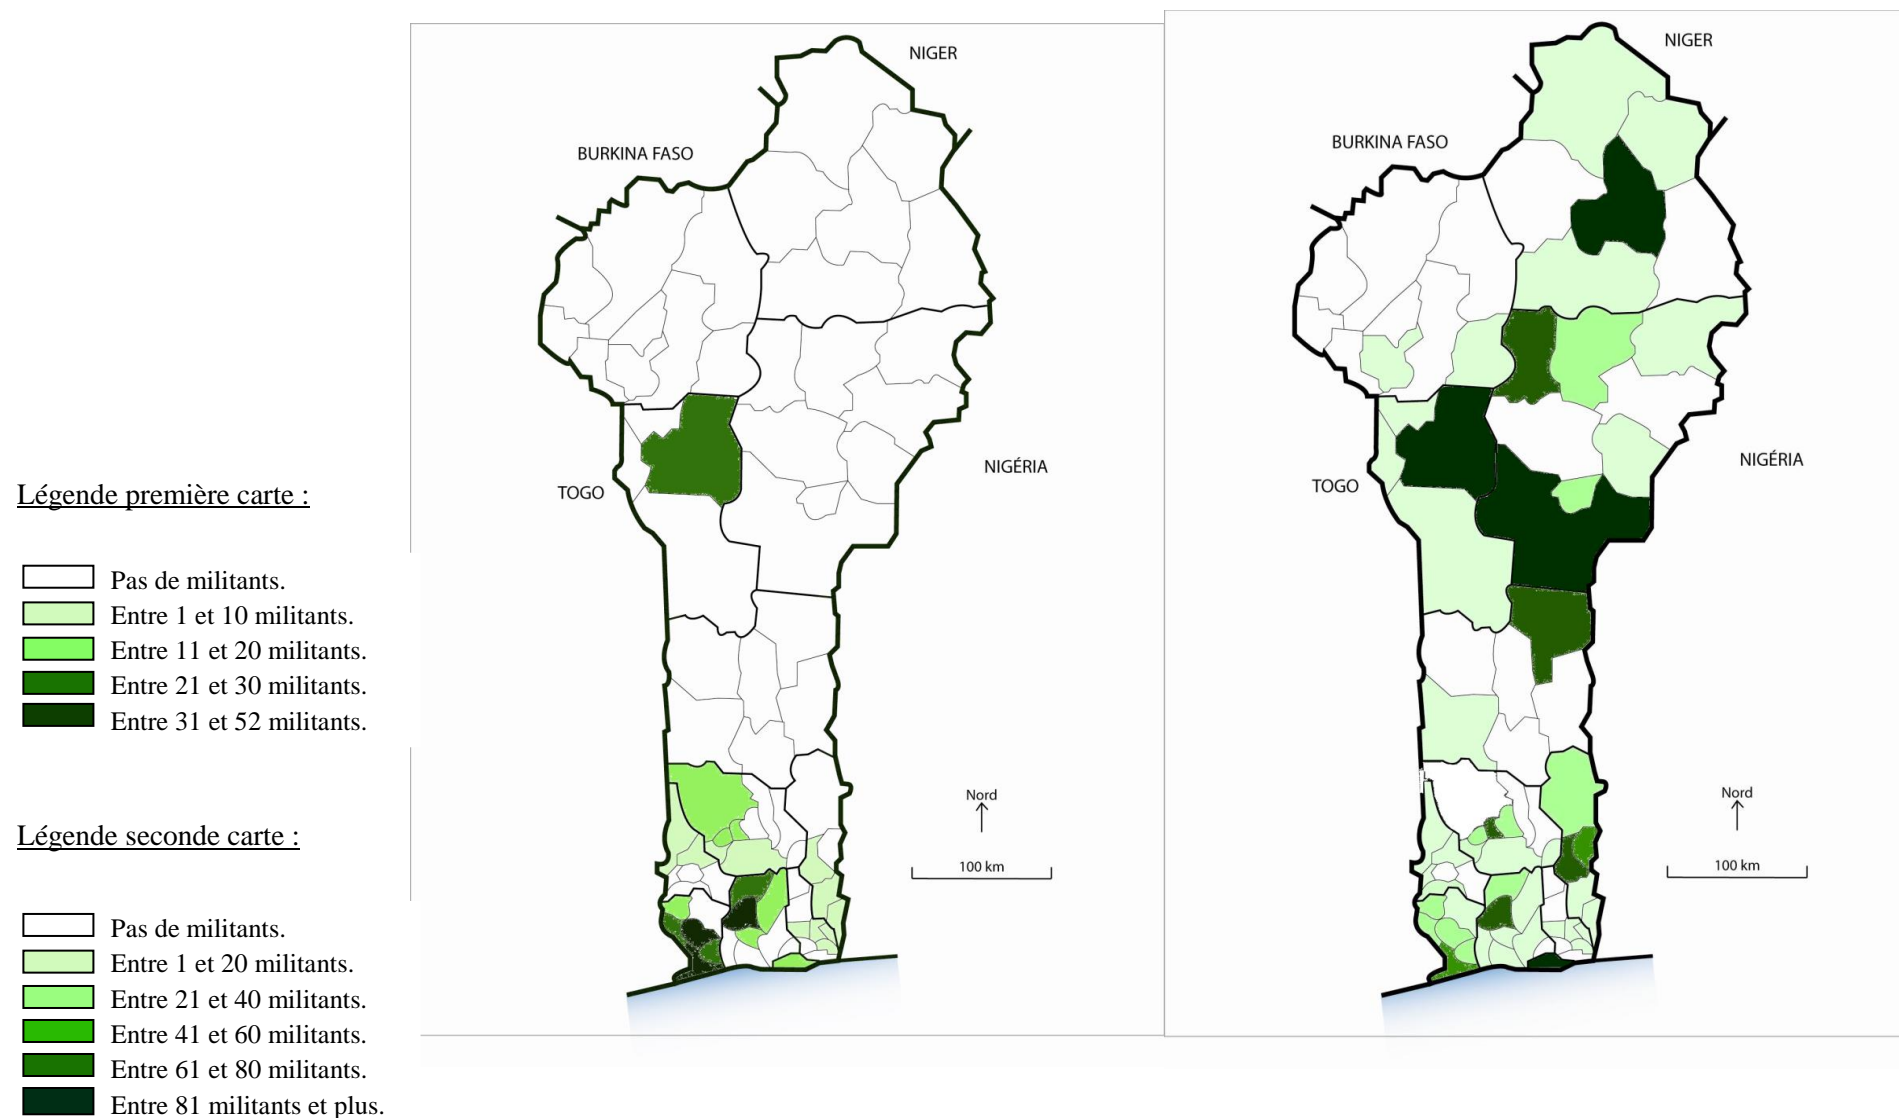 Légende première carte :
Pas de militants.
Entre 1 et 10 militants.
Entre 11 et 20 militants.
Entre 21 et 30 militants.
Entre 31 et 52 militants.
Légende seconde carte :
Pas de militants.
Entre 1 et 20 militants.
Entre 21 et 40 militants.
Entre 41 et 60 militants.
Entre 61 et 80 militants.
Entre 81 militants et plus.
NIGER
BURKINA FASO
TOGO
NIGÉRIA
Nord
100 km
NIGER
BURKINA FASO
TOGO
NIGÉRIA
Nord
100 km